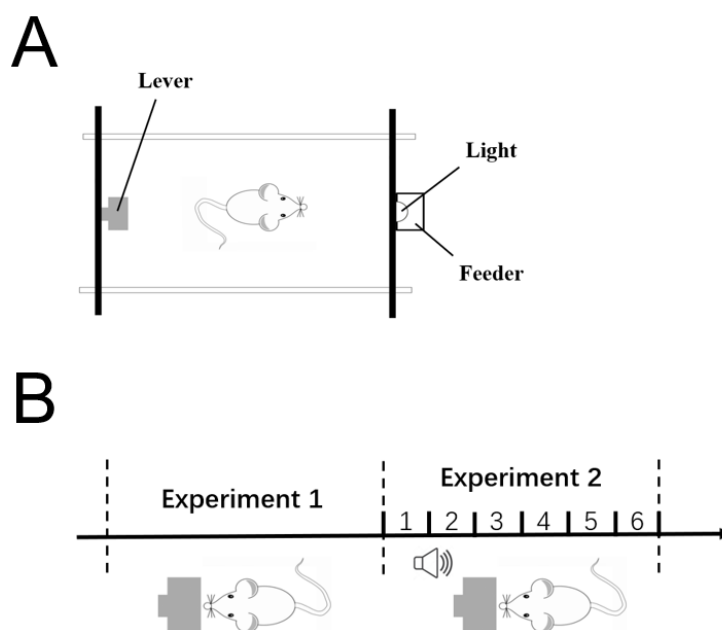 A
Lever
Light
Feeder
B
Experiment 1
Experiment 2
1 2 3 4 5 6